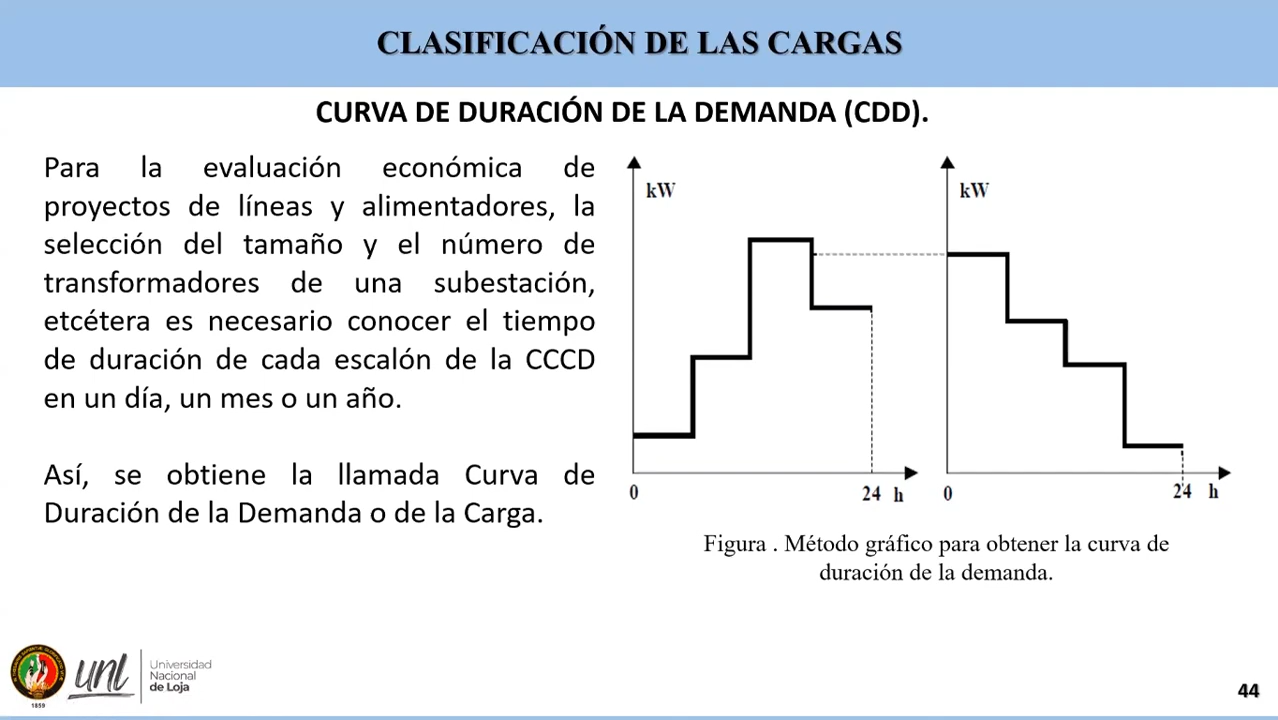 CLASIFICACIÓN DE LAS CARGAS
CURVA DE DURACIÓN DE LA DEMANDA (CDD).
Para la evaluación económica de
proyectos de líneas y alimentadores, la
selección del tamaño y el número de
transformadores de una subestación,
etcétera es necesario conocer el tiempo
de duración de cada escalón de la CCCD
en un día, un mes o un año.
Así, se obtiene la llamada Curva de
Duración de la Demanda o de la Carga.
kW
0
24 h
kW
0
24 h
Figura . Método gráfico para obtener la curva de
duración de la demanda.
1859
unl
Universidad
Nacional
de Loja
44